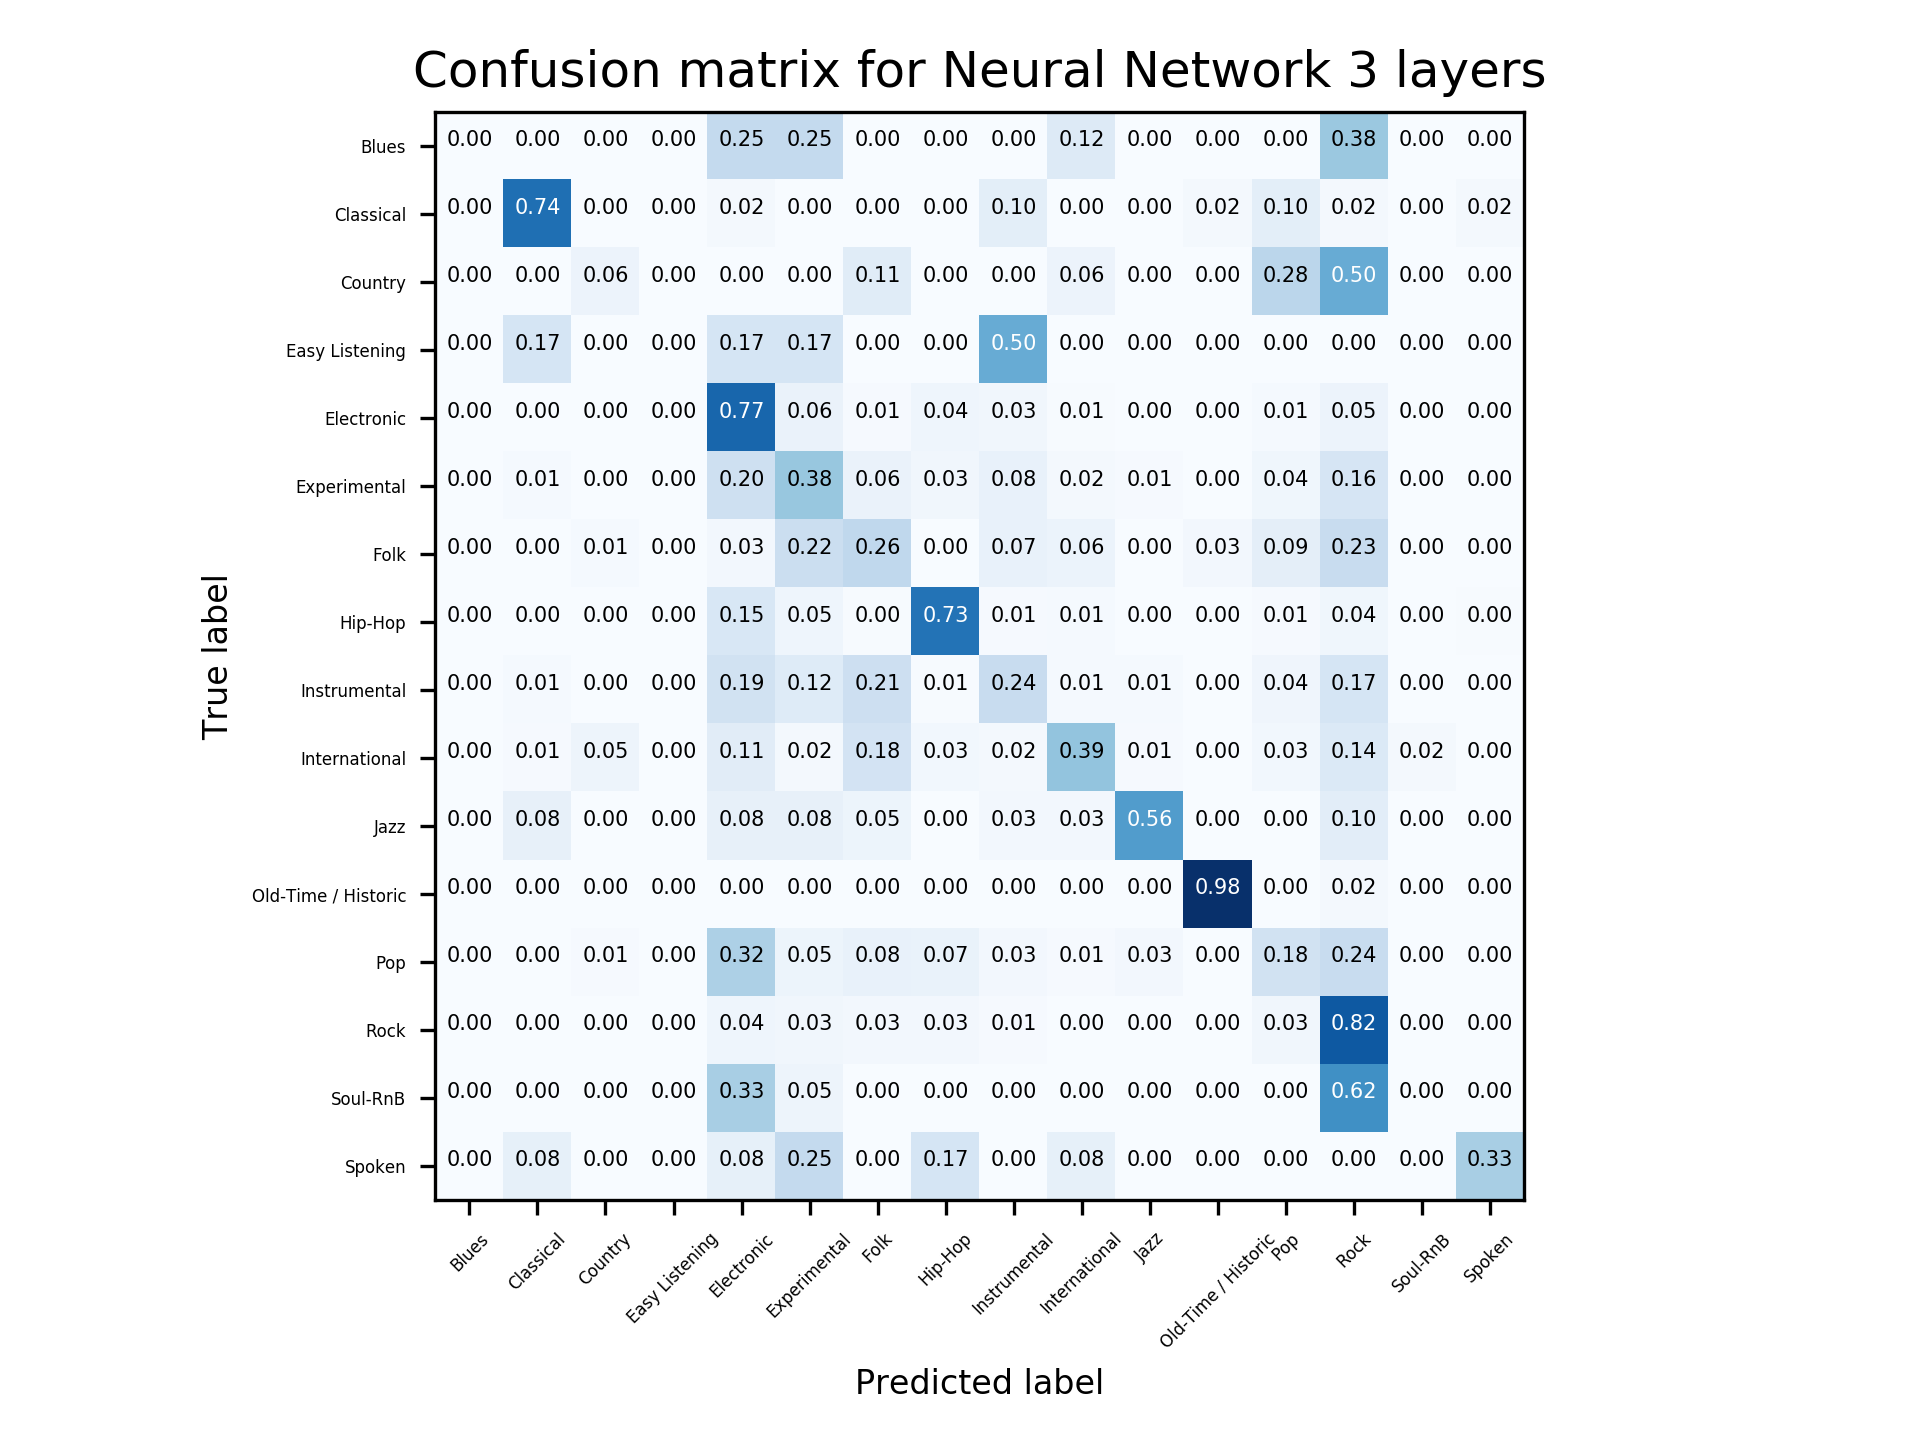 Confusion matrix for Neural Network 3 layers
True label
Blues 0.00 0.00 0.00 0.00 0.25 0.25 0.00 0.00 0.00 0.12 0.00 0.00 0.00 0.38 0.00 0.00
Classical 0.00 0.74 0.00 0.00 0.02 0.00 0.00 0.00 0.10 0.00 0.00 0.02 0.10 0.02 0.00 0.02
Country 0.00 0.00 0.06 0.00 0.00 0.00 0.11 0.00 0.00 0.06 0.00 0.00 0.28 0.50 0.00 0.00
Easy Listening 0.00 0.17 0.00 0.00 0.17 0.17 0.00 0.00 0.50 0.00 0.00 0.00 0.00 0.00 0.00 0.00
Electronic 0.00 0.00 0.00 0.00 0.77 0.06 0.01 0.04 0.03 0.01 0.00 0.00 0.01 0.05 0.00 0.00
Experimental 0.00 0.01 0.00 0.00 0.20 0.38 0.06 0.03 0.08 0.02 0.01 0.00 0.04 0.16 0.00 0.00
Folk 0.00 0.00 0.01 0.00 0.03 0.22 0.26 0.00 0.07 0.06 0.00 0.03 0.09 0.23 0.00 0.00
Hip-Hop 0.00 0.00 0.00 0.00 0.15 0.05 0.00 0.73 0.01 0.01 0.00 0.00 0.01 0.04 0.00 0.00
Instrumental 0.00 0.01 0.00 0.00 0.19 0.12 0.21 0.01 0.24 0.01 0.01 0.00 0.04 0.17 0.00 0.00
International 0.00 0.01 0.05 0.00 0.11 0.02 0.18 0.03 0.02 0.39 0.01 0.00 0.03 0.14 0.02 0.00
Jazz 0.00 0.08 0.00 0.00 0.08 0.08 0.05 0.00 0.03 0.03 0.56 0.00 0.00 0.10 0.00 0.00
Old-Time / Historic 0.00 0.00 0.00 0.00 0.00 0.00 0.00 0.00 0.00 0.00 0.00 0.98 0.00 0.02 0.00 0.00
Pop 0.00 0.00 0.01 0.00 0.32 0.05 0.08 0.07 0.03 0.01 0.03 0.00 0.18 0.24 0.00 0.00
Rock 0.00 0.00 0.00 0.00 0.04 0.03 0.03 0.03 0.01 0.00 0.00 0.00 0.03 0.82 0.00 0.00
Soul-RnB 0.00 0.00 0.00 0.00 0.33 0.05 0.00 0.00 0.00 0.00 0.00 0.00 0.00 0.62 0.00 0.00
Spoken 0.00 0.08 0.00 0.00 0.08 0.25 0.00 0.17 0.00 0.08 0.00 0.00 0.00 0.00 0.00 0.33
Blues Classical Country Easy Listening Electronic Experimental Folk Hip-Hop Instrumental International Jazz Old-Time / Historic Pop Rock Soul-RnB Spoken
Predicted label